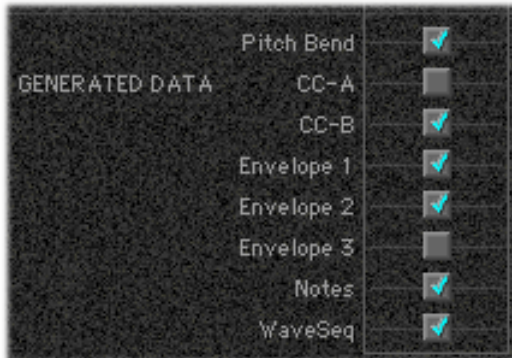 Pitch Bend
GENERATED DATA CC-A
CC-B
Envelope 1
Envelope 2
Envelope 3
Notes
WaveSeq